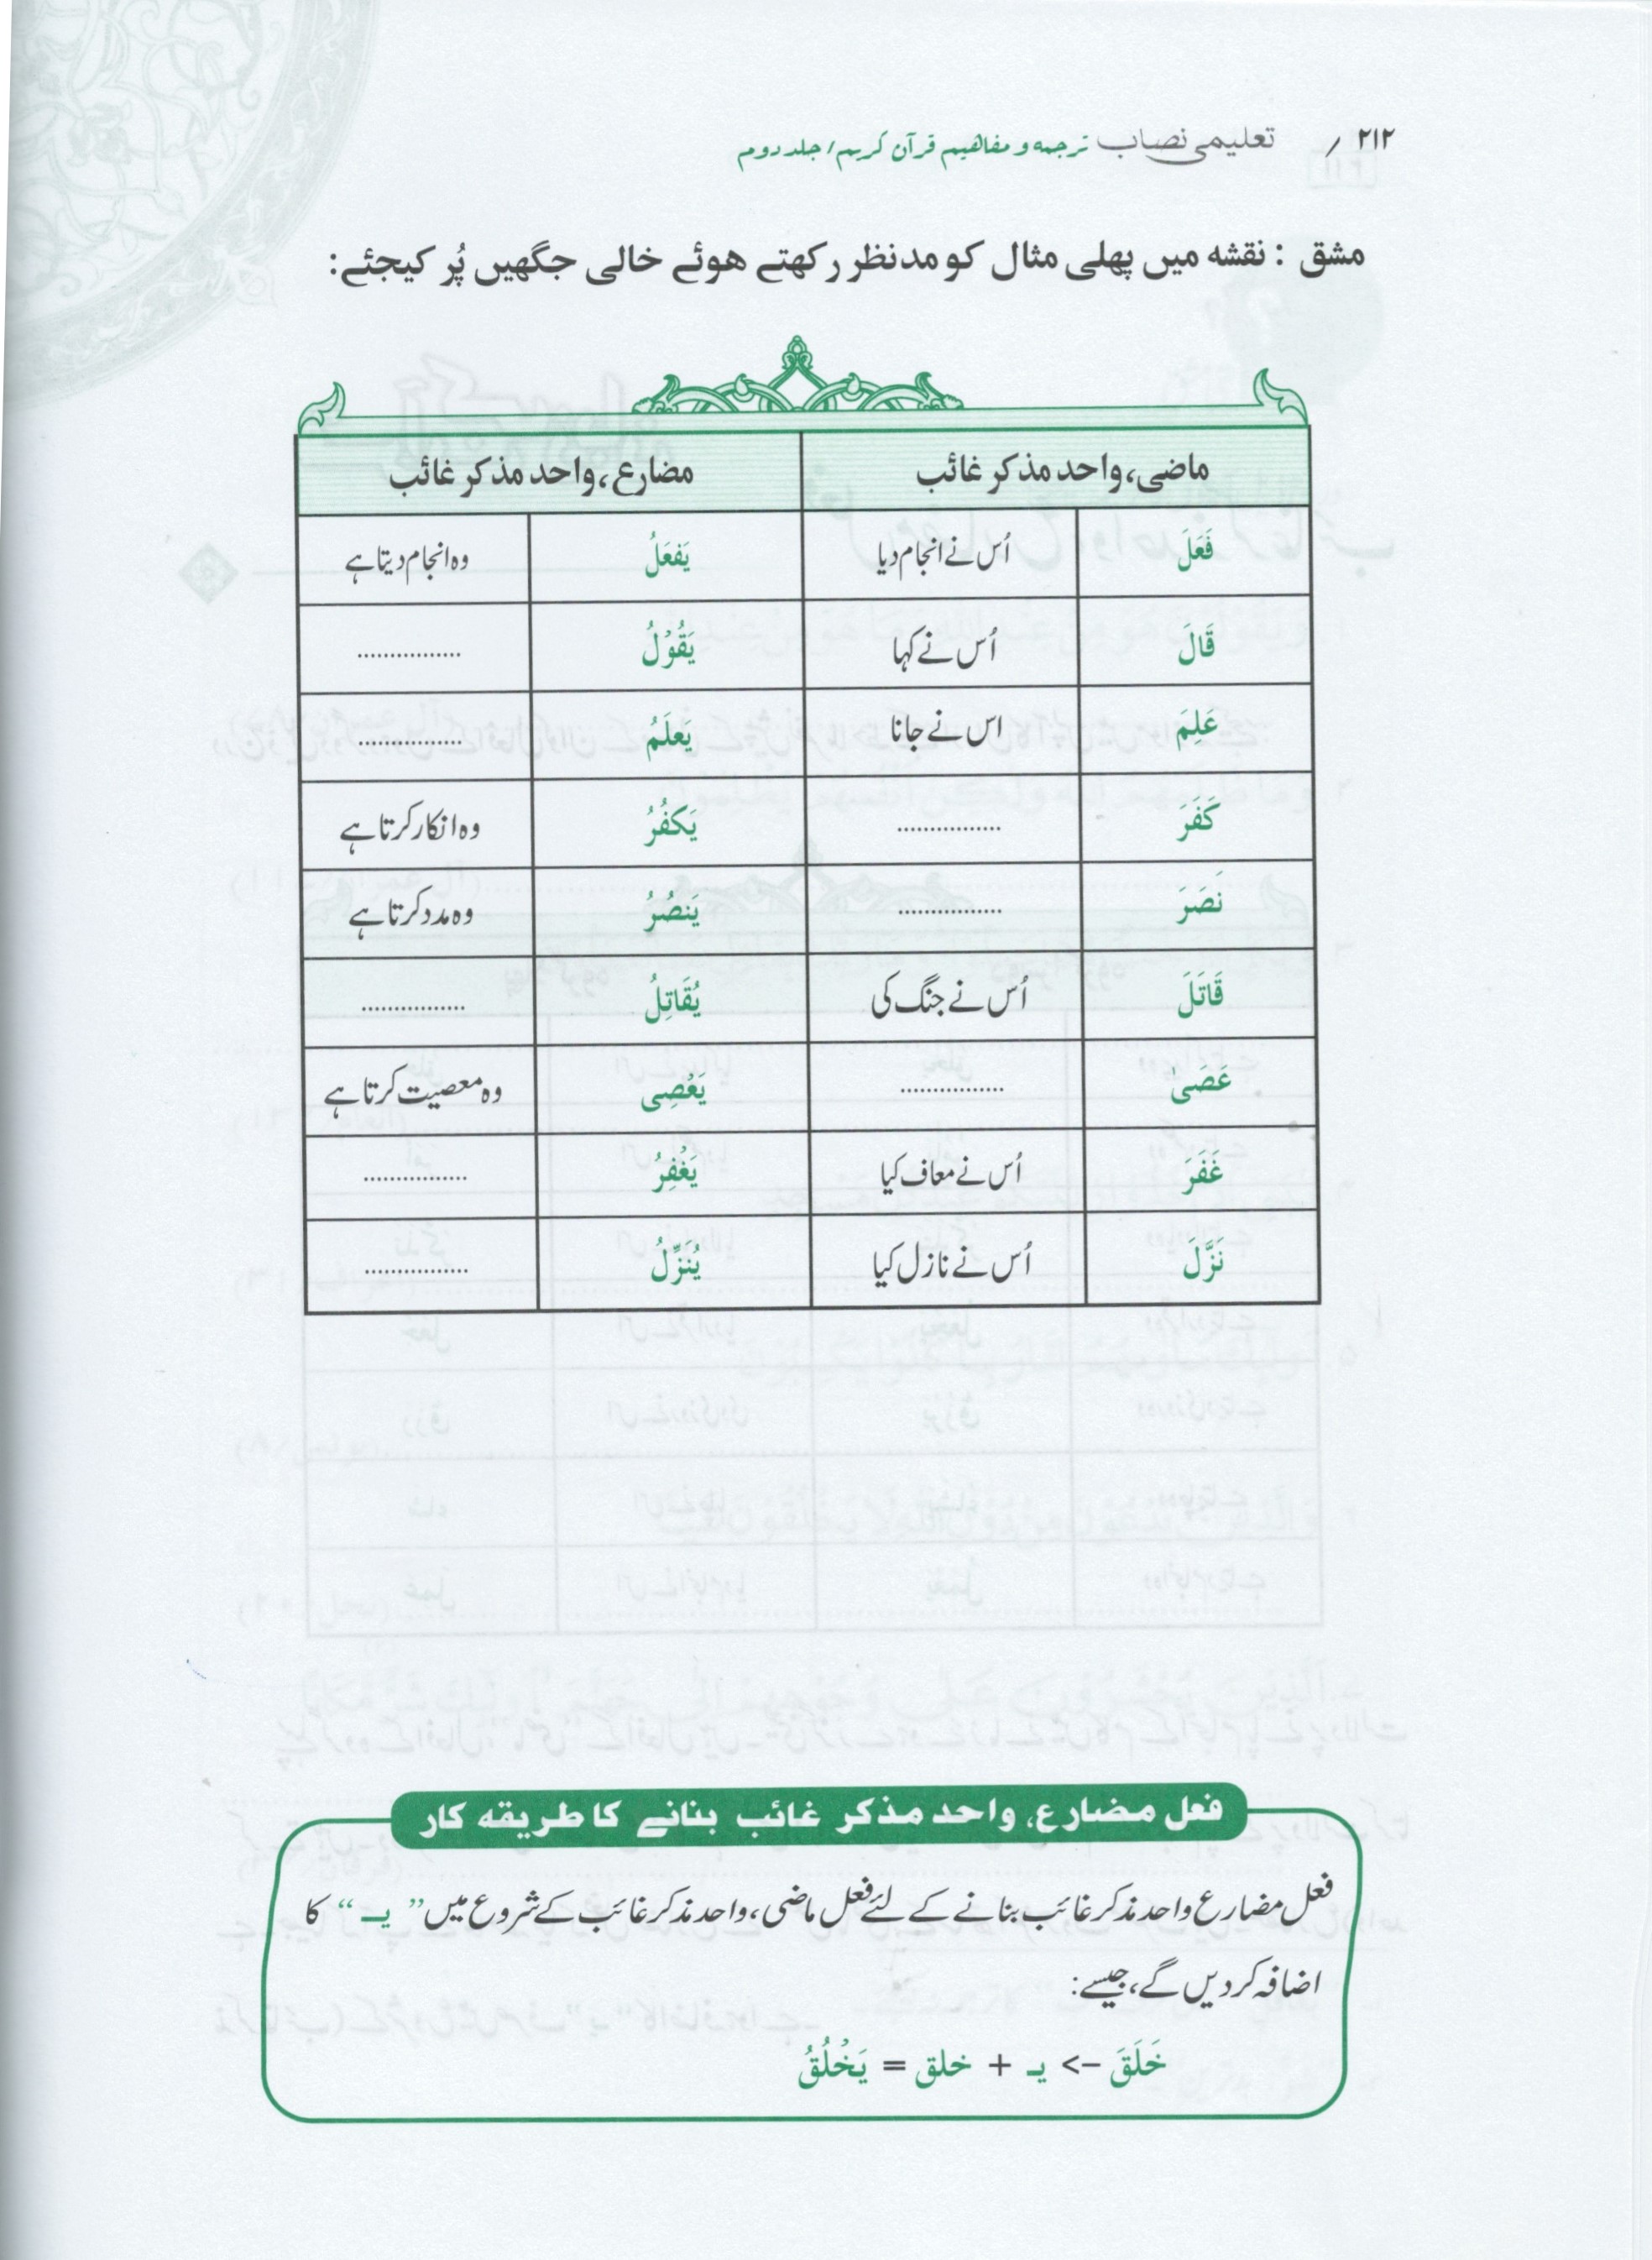 ۲۱۲ / تعلیمی نصاب ترجمه و مفاهیم قرآن کریم / جلد دوم
مشق : نقشہ میں پہلی مثال کو مدنظر رکھتے ہوئے خالی جگہیں پُر کیجئے:
ماضی، واحد مذکر غائب مضارع، واحد مذکر غائب
فَعَلَ اُس نے انجام دیا یَفعَلُ وہ انجام دیتا ہے
قَالَ اُس نے کہا یَقُوْلُ ................
عَلِمَ اس نے جانا یَعلَمُ ................
کَفَرَ ................ یَکفُرُ وہ انکار کرتا ہے
نَصَرَ ................ یَنصُرُ وہ مدد کرتا ہے
قَاتَلَ اُس نے جنگ کی یُقَاتِلُ ................
عَصَیٰ ................ یَعْصِی وہ معصیت کرتا ہے
غَفَرَ اُس نے معاف کیا یَغْفِرُ ................
نَزَّلَ اُس نے نازل کیا یُنَزِّلُ ................
فعل مضارع، واحد مذکر غائب بنانے کا طریقہ کار
فعل مضارع واحد مذکر غائب بنانے کے لئے فعل ماضی، واحد مذکر غائب کے شروع میں ” یـ “ کا
اضافہ کردیں گے، جیسے:
خَلَقَ -> یـ + خلق = یَخْلُقُ